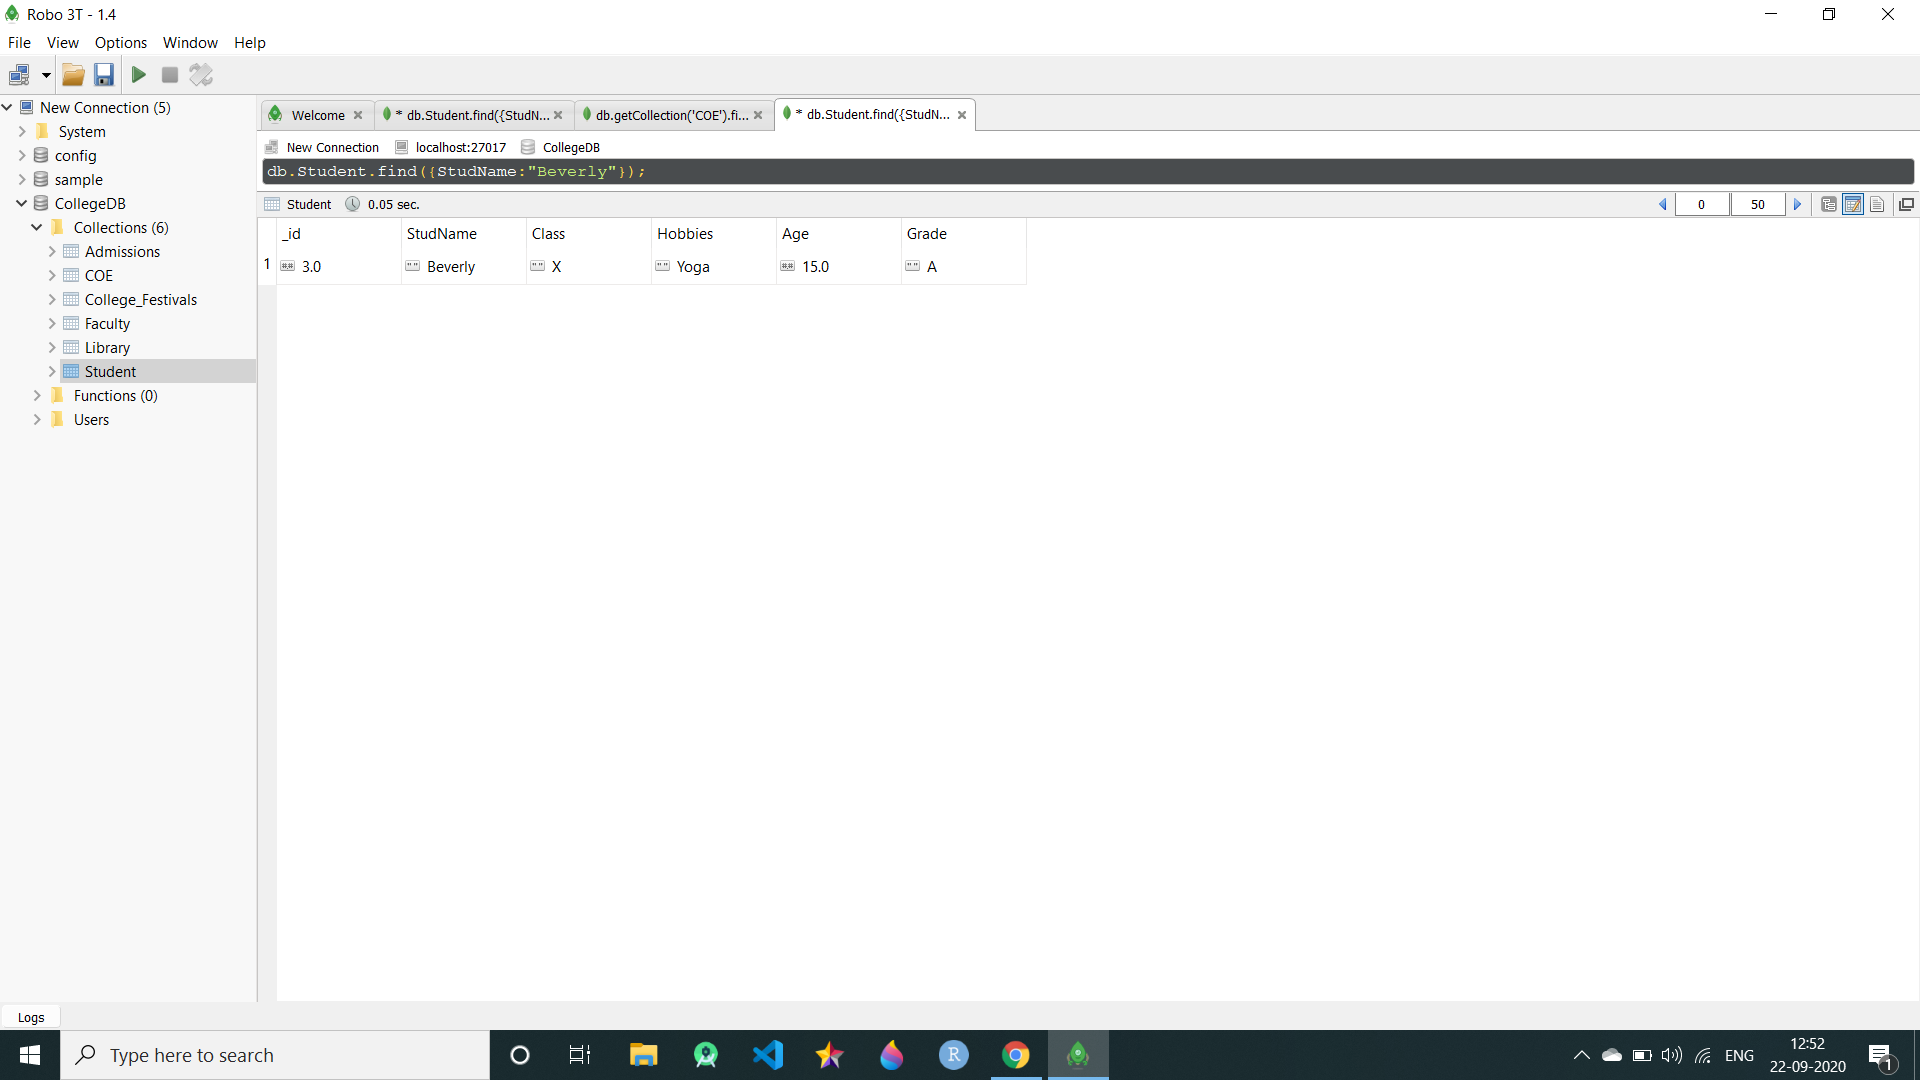 Robo 3T - 1.4
File View Options Window Help
New Connection (5)
System
config
sample
CollegeDB
Collections (6)
Admissions
COE
College_Festivals
Faculty
Library
Student
Functions (0)
Users
Welcome
* db.Student.find({StudN...
db.getCollection('COE').fi...
* db.Student.find({StudN...
New Connection localhost:27017 CollegeDB
db.Student.find({StudName:"Beverly"});
Student 0.05 sec. 0 50
_id StudName Class Hobbies Age Grade
1 3.0 Beverly X Yoga 15.0 A
Logs
Type here to search
R
ENG
12:52
22-09-2020
1